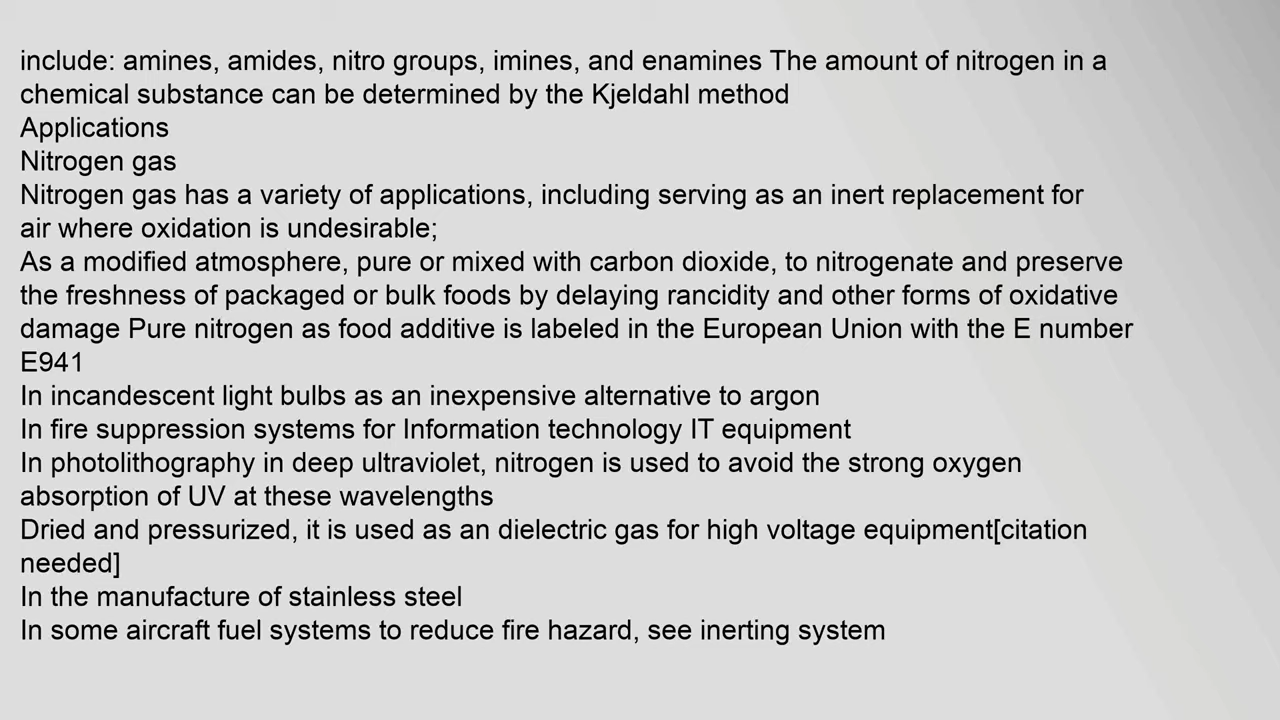 include: amines, amides, nitro groups, imines, and enamines The amount of nitrogen in a
chemical substance can be determined by the Kjeldahl method
Applications
Nitrogen gas
Nitrogen gas has a variety of applications, including serving as an inert replacement for
air where oxidation is undesirable;
As a modified atmosphere, pure or mixed with carbon dioxide, to nitrogenate and preserve
the freshness of packaged or bulk foods by delaying rancidity and other forms of oxidative
damage Pure nitrogen as food additive is labeled in the European Union with the E number
E941
In incandescent light bulbs as an inexpensive alternative to argon
In fire suppression systems for Information technology IT equipment
In photolithography in deep ultraviolet, nitrogen is used to avoid the strong oxygen
absorption of UV at these wavelengths
Dried and pressurized, it is used as an dielectric gas for high voltage equipment[citation
needed]
In the manufacture of stainless steel
In some aircraft fuel systems to reduce fire hazard, see inerting system